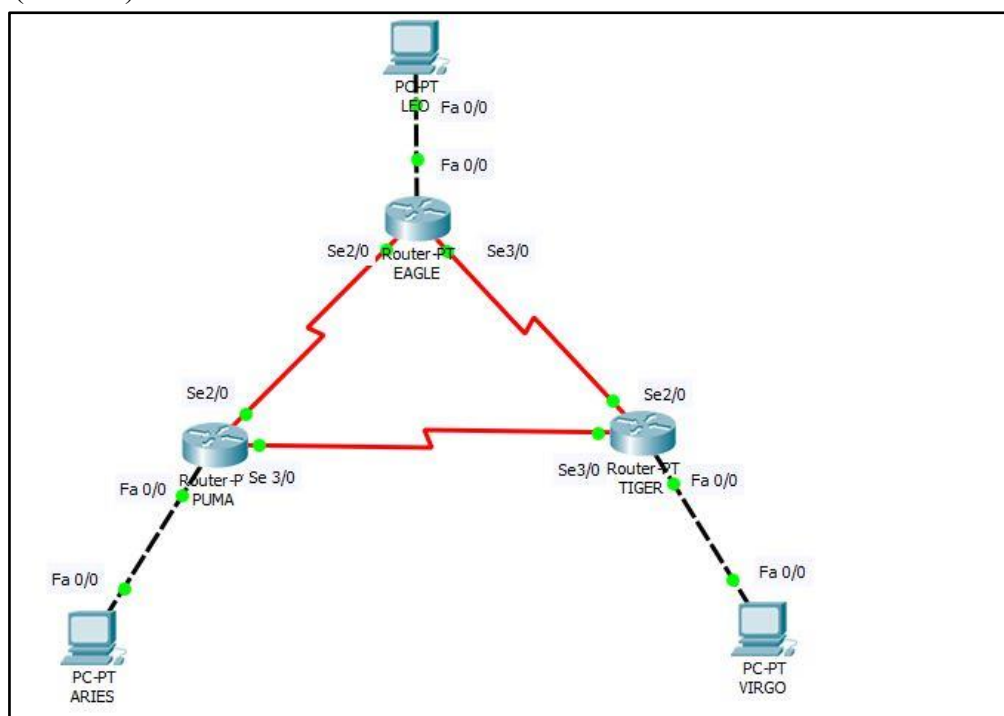 PC-PT
LEO
Fa 0/0
Fa 0/0
Se2/0
Router-PT
EAGLE
Se3/0
Se2/0
Se2/0
Router-P
PUMA
Se 3/0
Se3/0
Router-PT
TIGER
Fa 0/0
Fa 0/0
Fa 0/0
Fa 0/0
PC-PT
ARIES
PC-PT
VIRGO